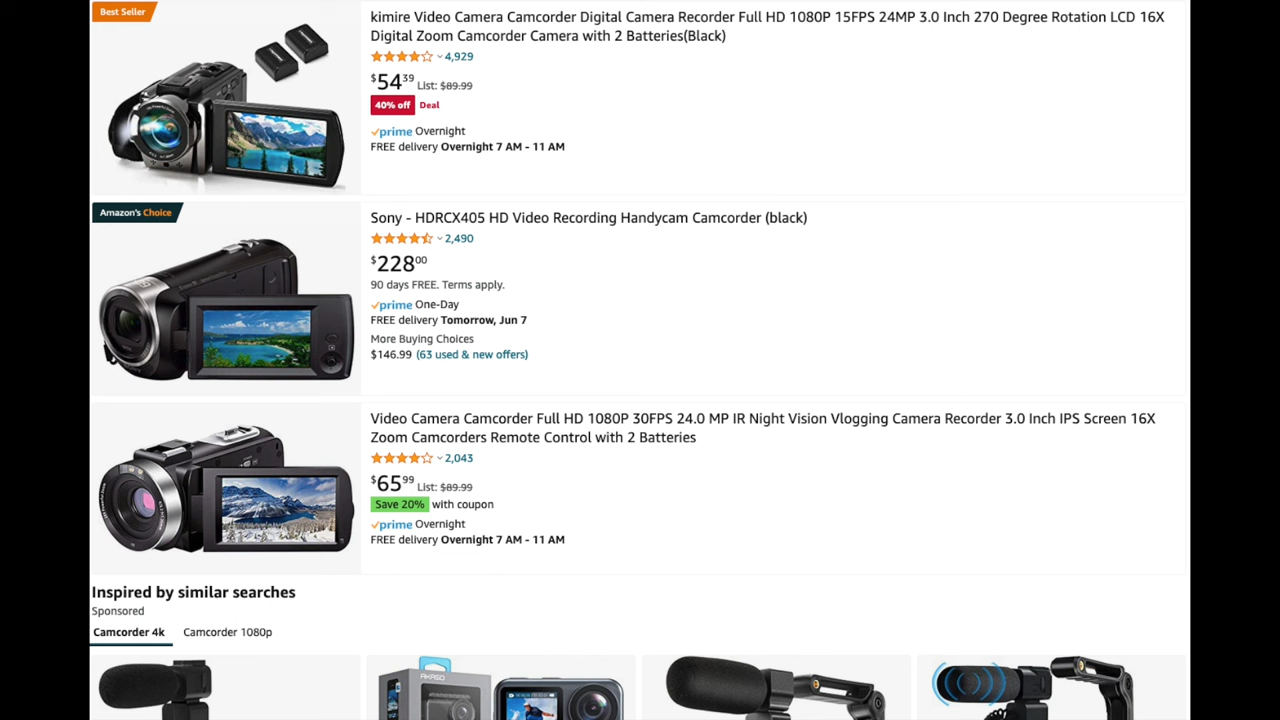 Best Seller
kimire Video Camera Camcorder Digital Camera Recorder Full HD 1080P 15FPS 24MP 3.0 Inch 270 Degree Rotation LCD 16X
Digital Zoom Camcorder Camera with 2 Batteries(Black)
4,929
$54.39 List: $89.99
40% off Deal
prime Overnight
FREE delivery Overnight 7 AM - 11 AM
Amazon's Choice
Sony - HDRCX405 HD Video Recording Handycam Camcorder (black)
2,490
$228.00
90 days FREE. Terms apply.
prime One-Day
FREE delivery Tomorrow, Jun 7
More Buying Choices
$146.99 (63 used & new offers)
Video Camera Camcorder Full HD 1080P 30FPS 24.0 MP IR Night Vision Vlogging Camera Recorder 3.0 Inch IPS Screen 16X
Zoom Camcorders Remote Control with 2 Batteries
2,043
$65.99 List: $89.99
Save 20% with coupon
prime Overnight
FREE delivery Overnight 7 AM - 11 AM
Inspired by similar searches
Sponsored
Camcorder 4k Camcorder 1080p
AKASO